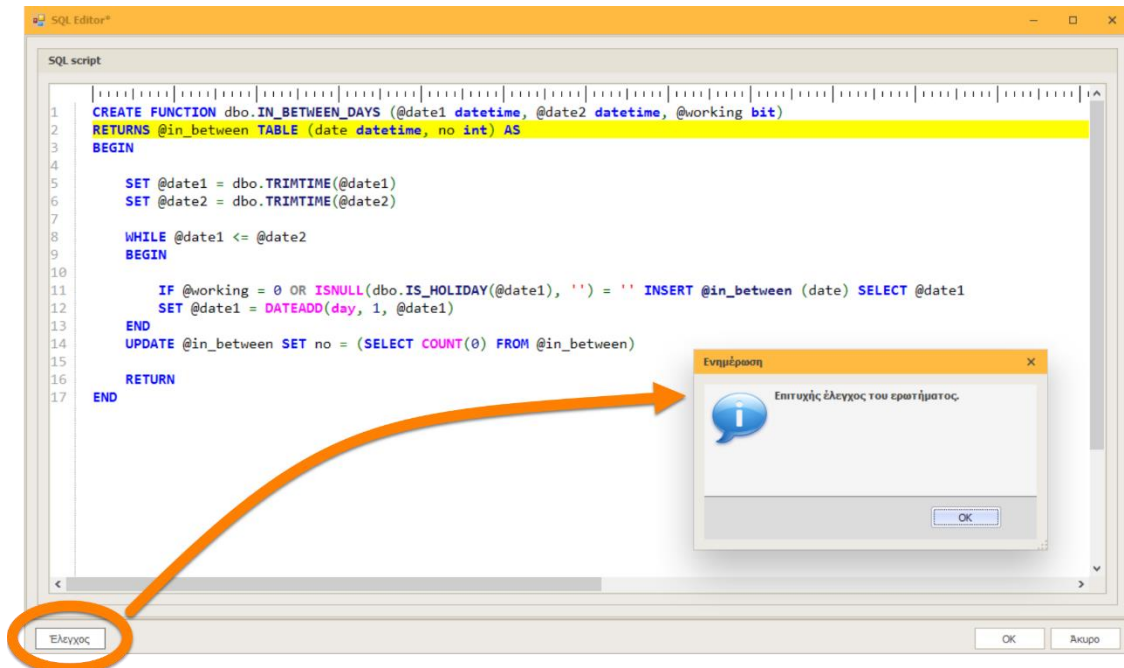 SQL Editor*
SQL script
1 CREATE FUNCTION dbo.IN_BETWEEN_DAYS (@date1 datetime, @date2 datetime, @working bit)
2 RETURNS @in_between TABLE (date datetime, no int) AS
3 BEGIN
4
5 SET @date1 = dbo.TRIMTIME(@date1)
6 SET @date2 = dbo.TRIMTIME(@date2)
7
8 WHILE @date1 <= @date2
9 BEGIN
10
11 IF @working = 0 OR ISNULL(dbo.IS_HOLIDAY(@date1), '') = '' INSERT @in_between (date) SELECT @date1
12 SET @date1 = DATEADD(day, 1, @date1)
13 END
14 UPDATE @in_between SET no = (SELECT COUNT(0) FROM @in_between)
15
16 RETURN
17 END
Ενημέρωση
Επιτυχής έλεγχος του ερωτήματος.
OK
Έλεγχος
OK
Άκυρο